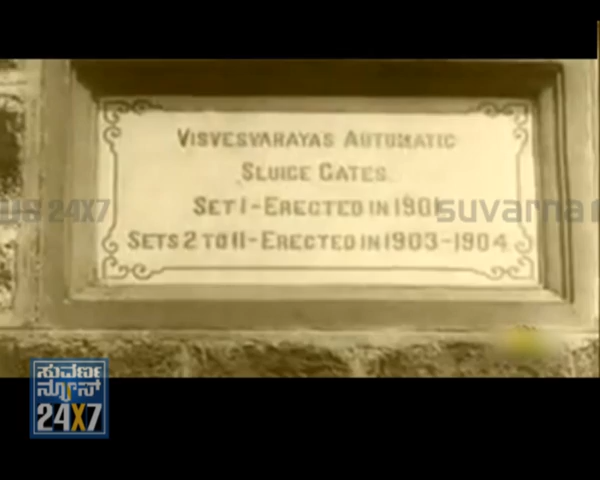 VISVESVARAYAS AUTOMATIC
SLUICE GATES
SET 1-ERECTED IN 1901
SETS 2 TO 11-ERECTED IN 1903-1904
24X7 suvarna
ಸುವರ್ಣ
ನ್ಯೂಸ್
24X7